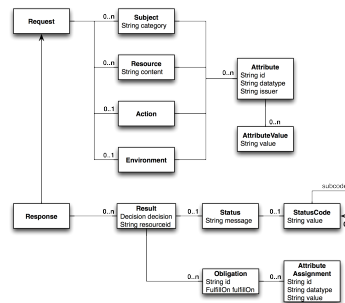 Request
0..n
Subject
String category
0..n
Resource
String content
0..n
Attribute
String id
String datatype
String issuer
0..1
Action
0..n
AttributeValue
String value
0..1
Environment
subcode
Response
0..n
Result
Decision decision
String resourceid
0..1
Status
String message
0..1
StatusCode
String value
0..n
Obligation
String id
FulfillOn fulfillOn
0..n
Attribute
Assignment
String id
String datatype
String value